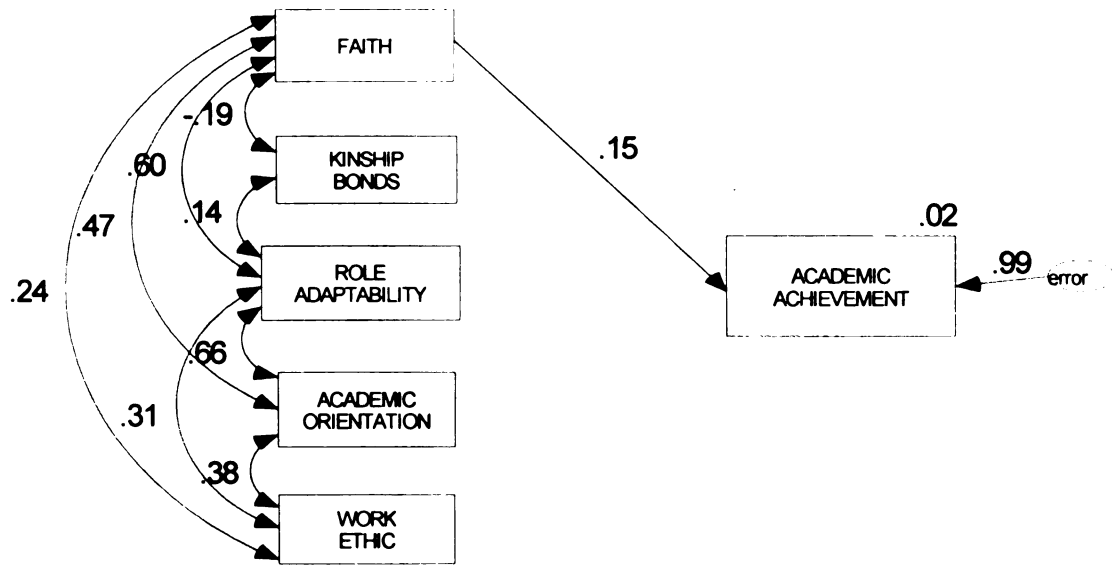 FAITH
-.19
.60
KINSHIP
BONDS
.15
.14
.47
.02
.24
ROLE
ADAPTABILITY
ACADEMIC
ACHIEVEMENT
.99
error
.66
.31
ACADEMIC
ORIENTATION
.38
WORK
ETHIC